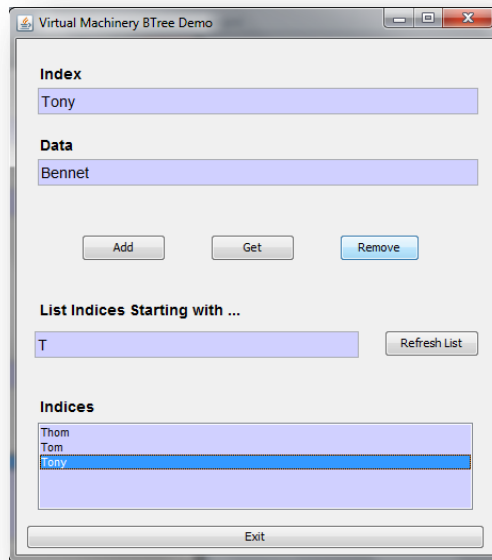 Virtual Machinery BTree Demo
Index
Tony
Data
Bennet
Add Get Remove
List Indices Starting with ...
T Refresh List
Indices
Thom
Tom
Tony
Exit